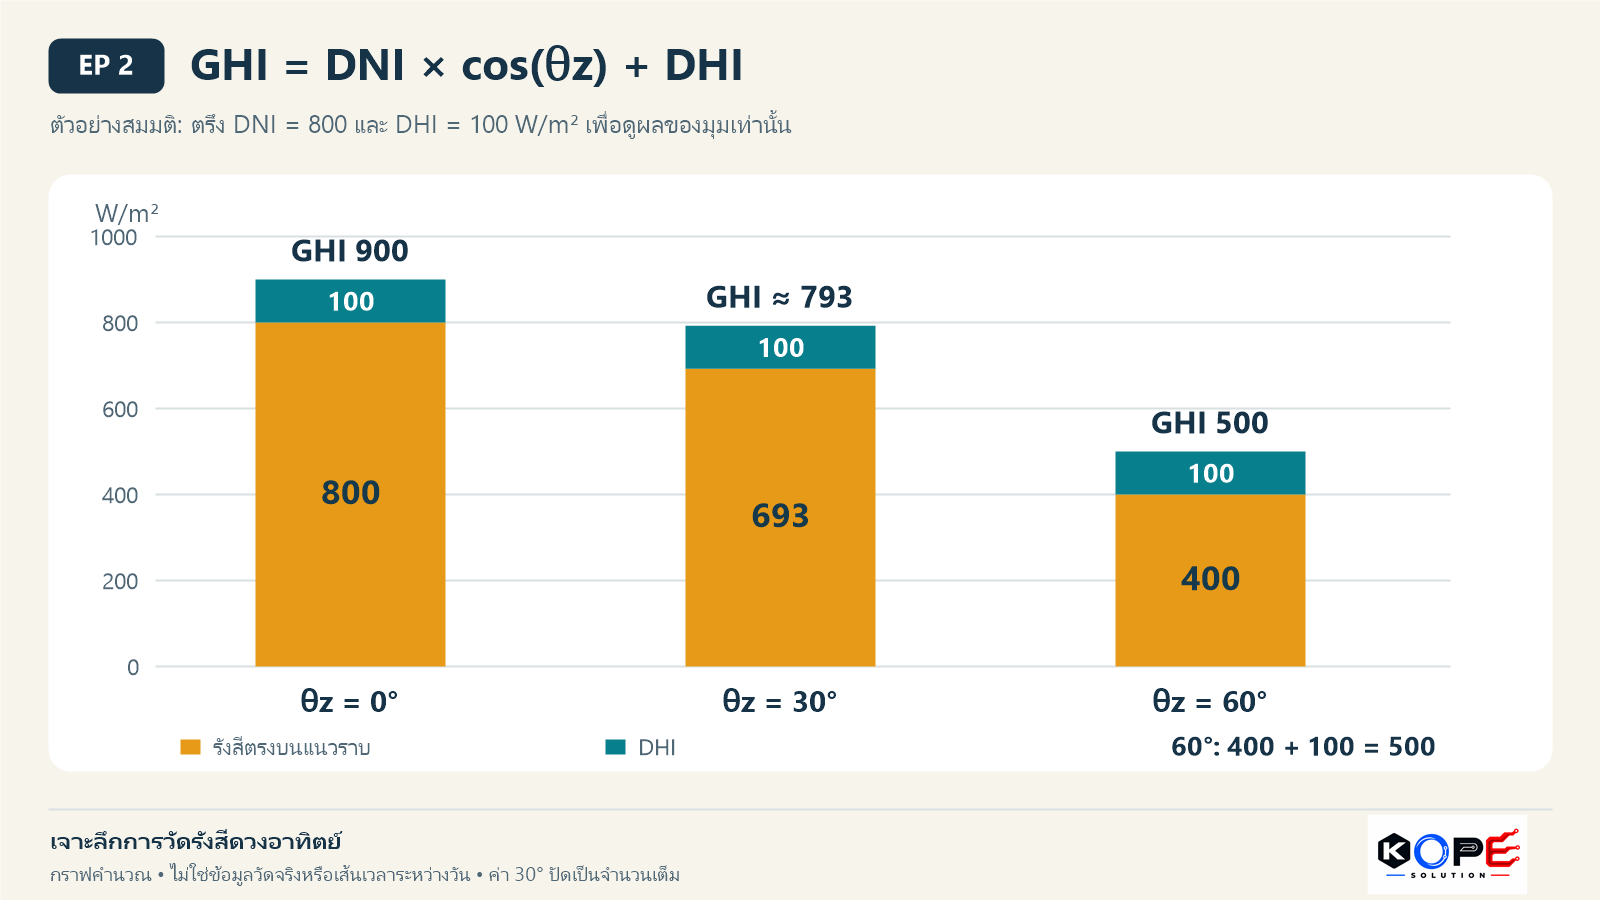 EP 2
GHI = DNI × cos(θz) + DHI
ตัวอย่างสมมติ: ตรึง DNI = 800 และ DHI = 100 W/m² เพื่อดูผลของมุมเท่านั้น
W/m²
1000
800
600
400
200
0
GHI 900
100
800
GHI ≈ 793
100
693
GHI 500
100
400
θz = 0°
θz = 30°
θz = 60°
รังสีตรงบนแนวราบ
DHI
60°: 400 + 100 = 500
เจาะลึกการวัดรังสีดวงอาทิตย์
กราฟคำนวณ • ไม่ใช่ข้อมูลวัดจริงหรือเส้นเวลาระหว่างวัน • ค่า 30° ปัดเป็นจำนวนเต็ม
KOPE
SOLUTION